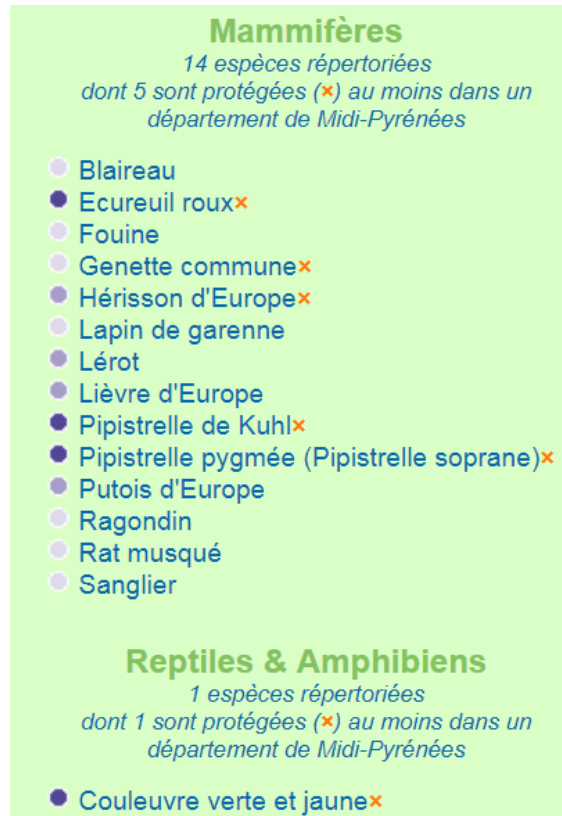 Mammifères
14 espèces répertoriées
dont 5 sont protégées (×) au moins dans un
département de Midi-Pyrénées
Blaireau
Ecureuil roux×
Fouine
Genette commune×
Hérisson d'Europe×
Lapin de garenne
Lérot
Lièvre d'Europe
Pipistrelle de Kuhl×
Pipistrelle pygmée (Pipistrelle soprane)×
Putois d'Europe
Ragondin
Rat musqué
Sanglier
Reptiles & Amphibiens
1 espèces répertoriées
dont 1 sont protégées (×) au moins dans un
département de Midi-Pyrénées
Couleuvre verte et jaune×